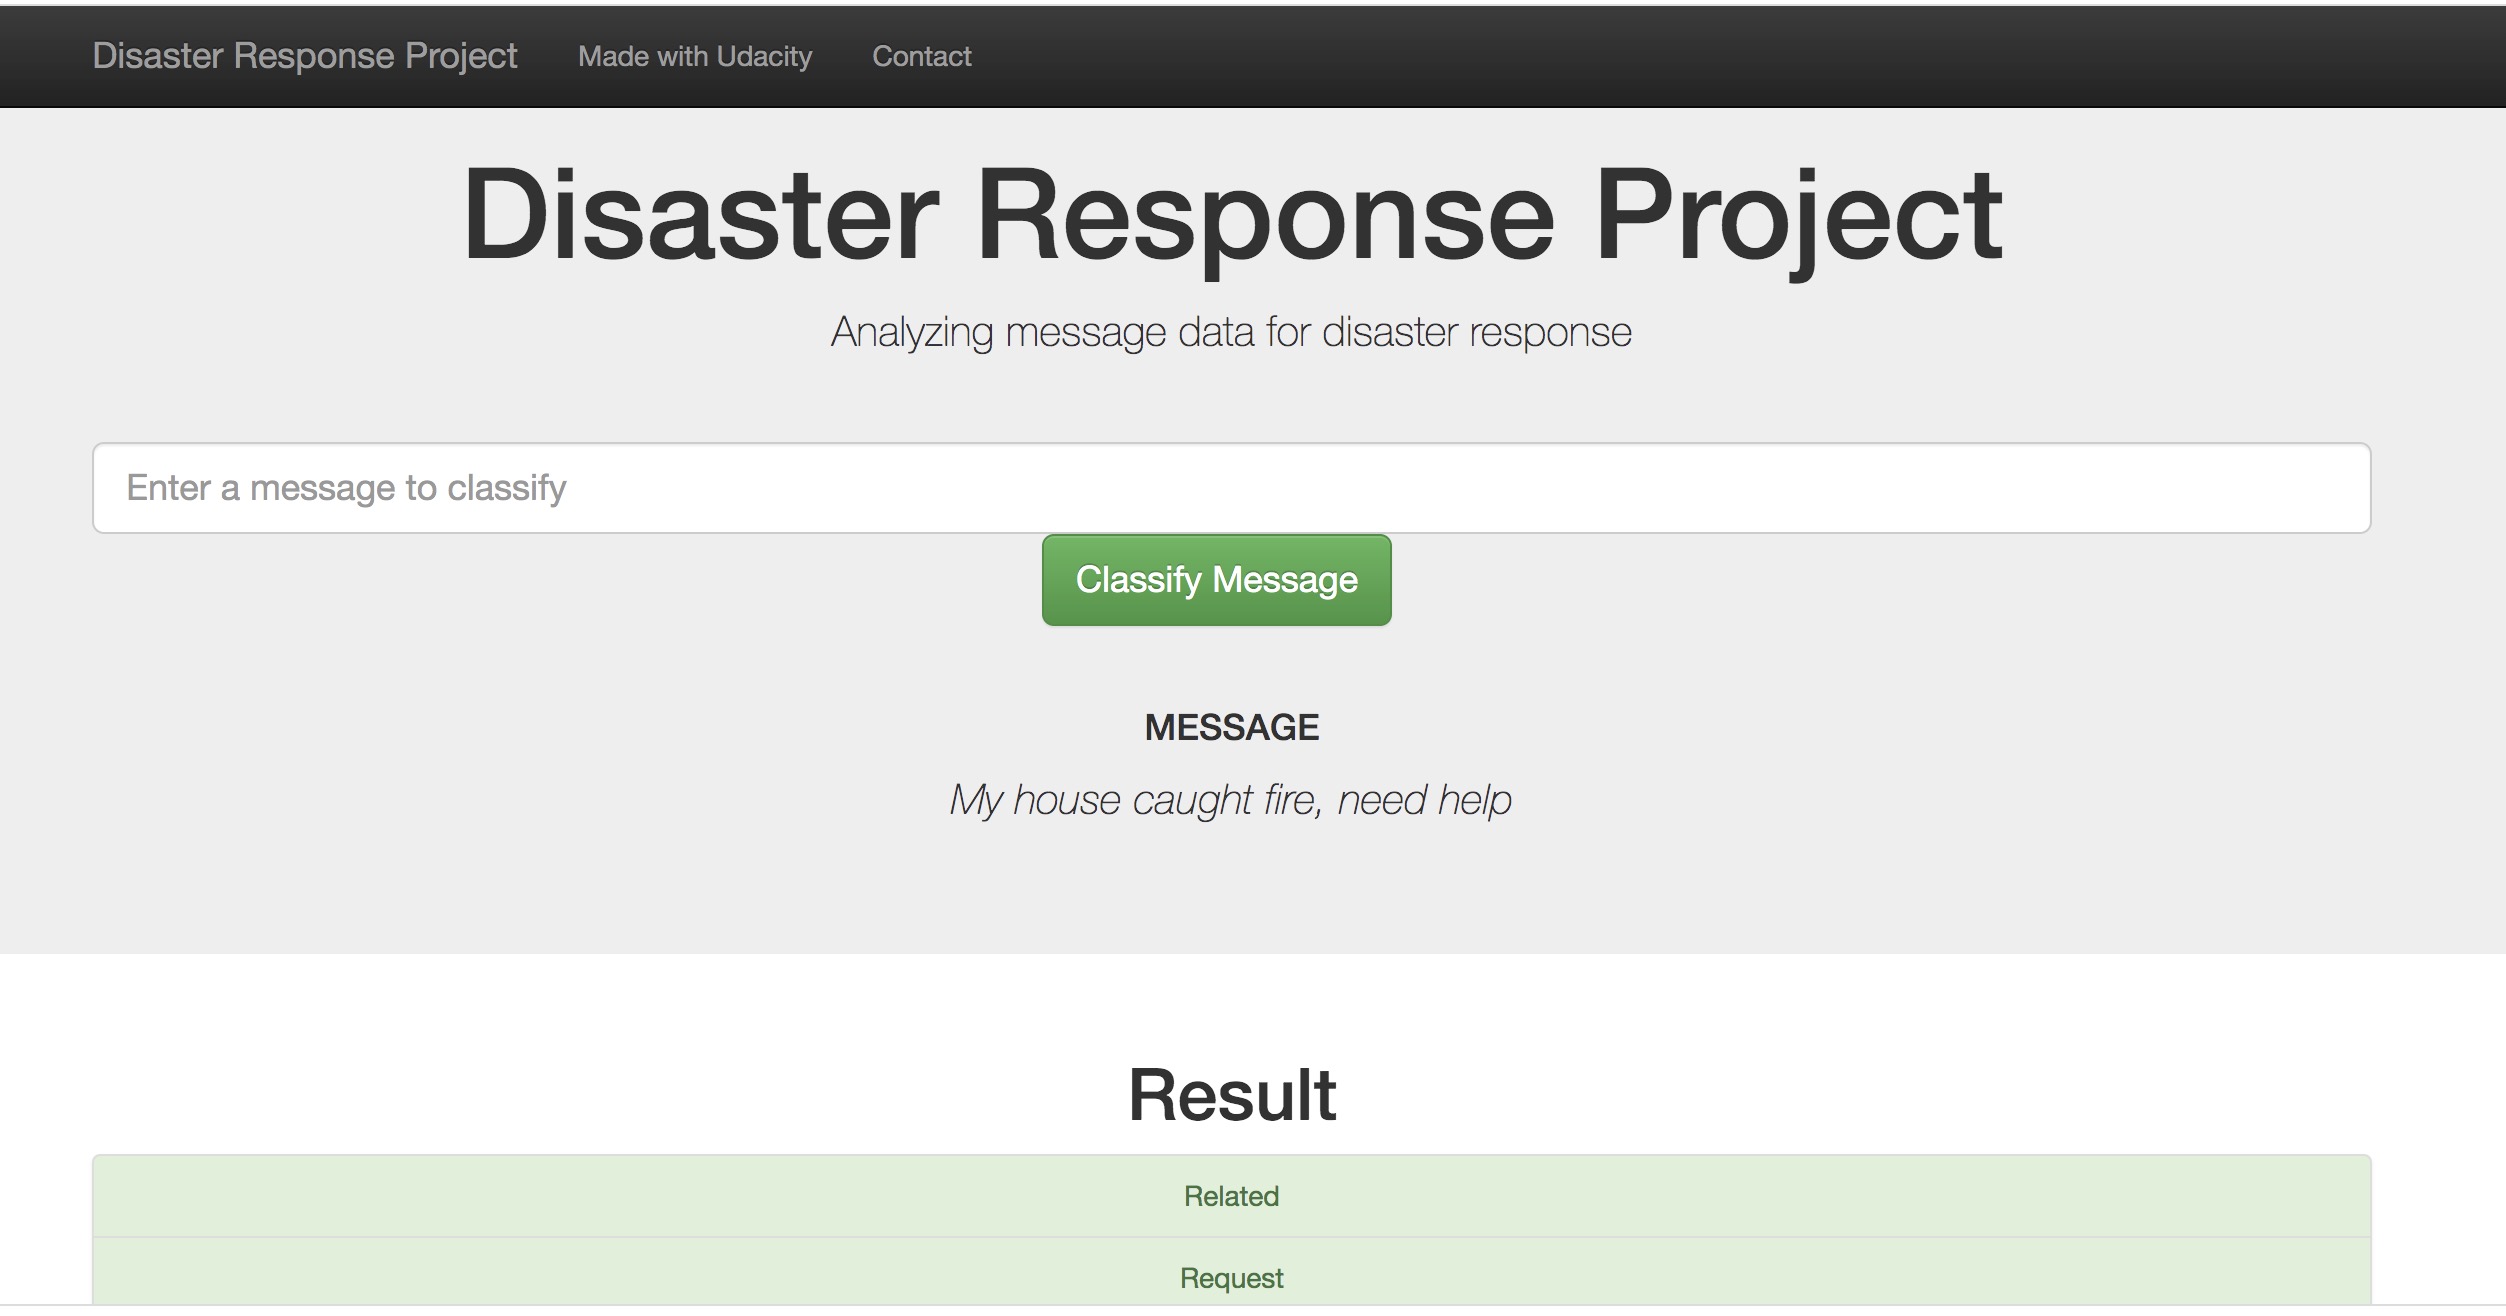 Disaster Response Project Made with Udacity Contact
Disaster Response Project
Analyzing message data for disaster response
Enter a message to classify
Classify Message
MESSAGE
My house caught fire, need help
Result
Related
Request